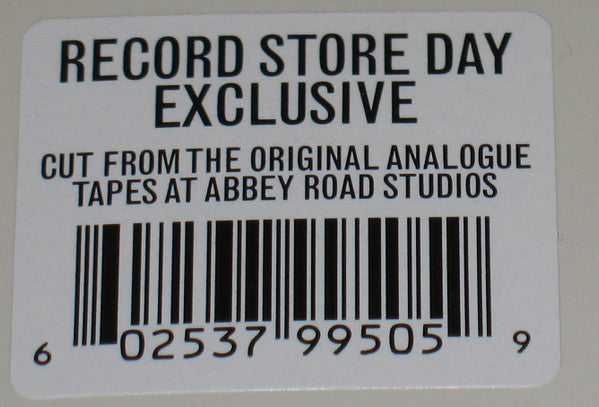 RECORD STORE DAY
EXCLUSIVE
CUT FROM THE ORIGINAL ANALOGUE
TAPES AT ABBEY ROAD STUDIOS
6 02537 99505 9